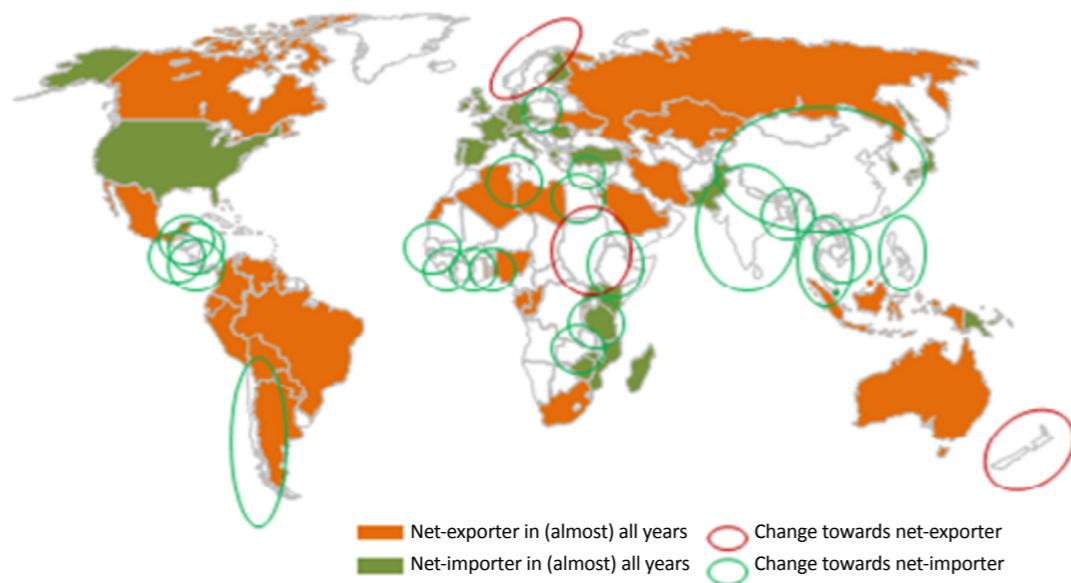 Net-exporter in (almost) all years
Change towards net-exporter
Net-importer in (almost) all years
Change towards net-importer